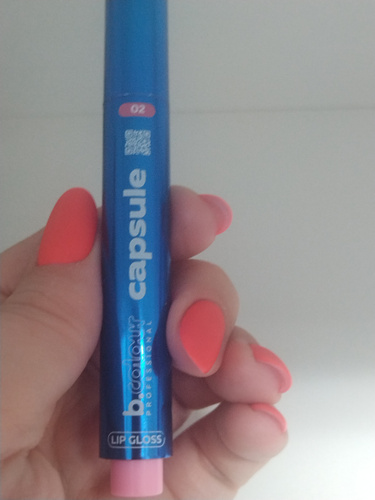 02
capsule
b.colour
PROFESSIONAL
LIP GLOSS